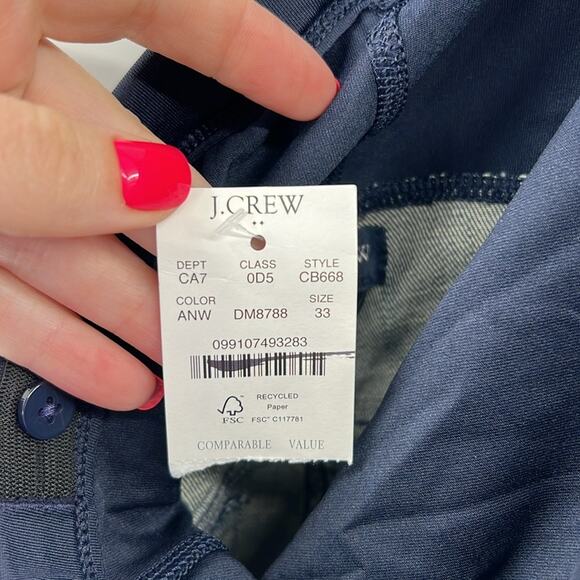 J.CREW
DEPT CLASS STYLE
CA7 0D5 CB668
COLOR SIZE
ANW DM8788 33
099107493283
RECYCLED
Paper
FSC
FSC® C117781
COMPARABLE VALUE
W